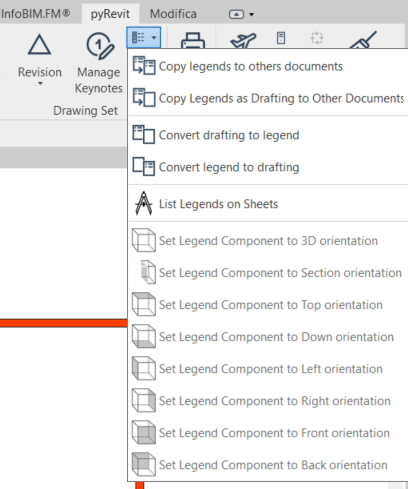 InfoBIM.FM®
pyRevit
Modifica
Revision
Manage
Keynotes
Drawing Set
Copy legends to others documents
Copy Legends as Drafting to Other Documents
Convert drafting to legend
Convert legend to drafting
List Legends on Sheets
Set Legend Component to 3D orientation
Set Legend Component to Section orientation
Set Legend Component to Top orientation
Set Legend Component to Down orientation
Set Legend Component to Left orientation
Set Legend Component to Right orientation
Set Legend Component to Front orientation
Set Legend Component to Back orientation